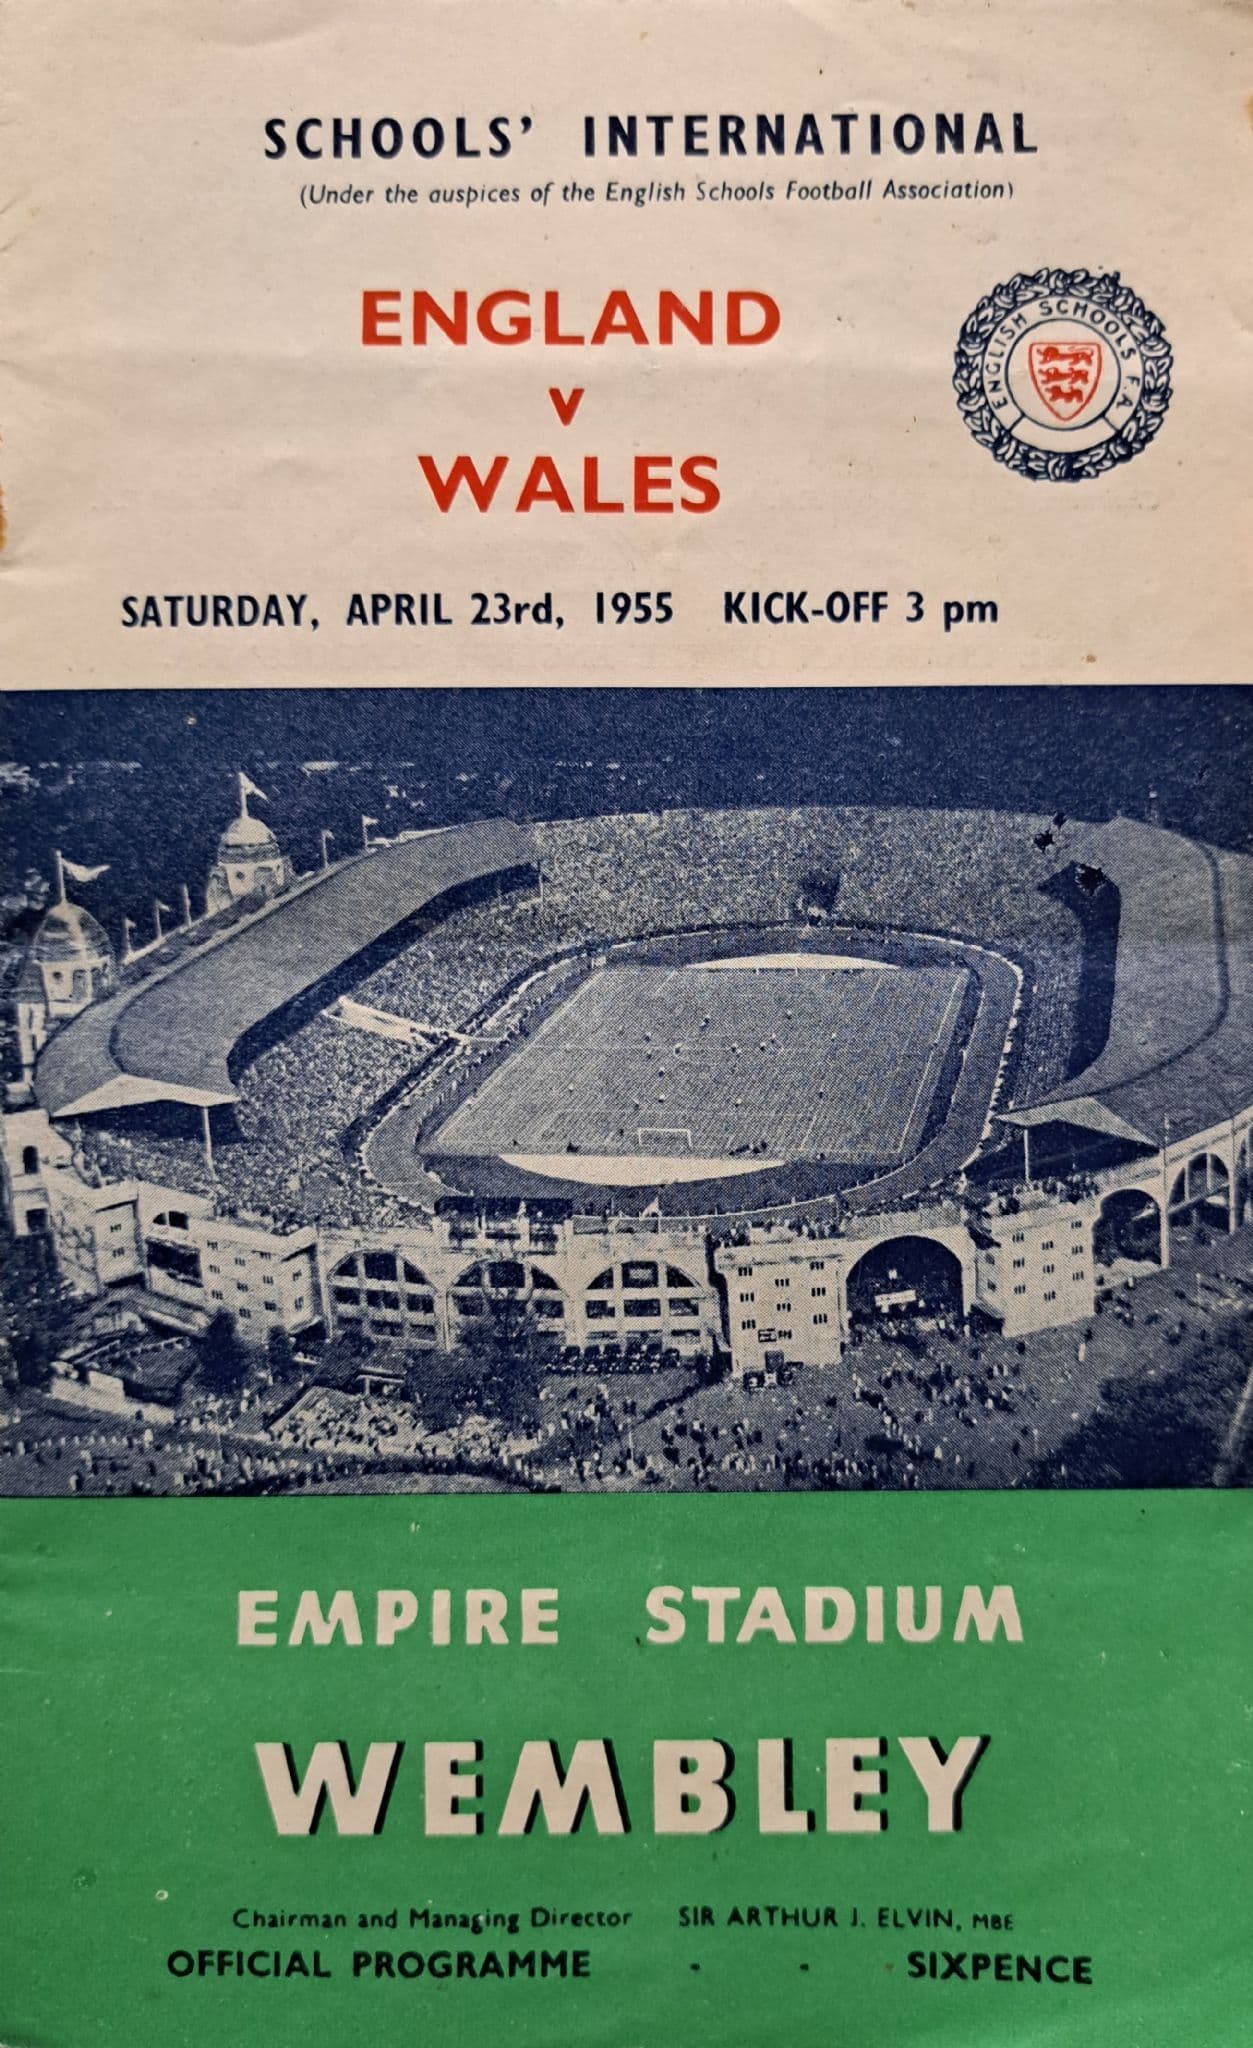 SCHOOLS' INTERNATIONAL
(Under the auspices of the English Schools Football Association)
ENGLAND
v
WALES
ENGLISH SCHOOLS F.A.
SATURDAY, APRIL 23rd, 1955 KICK-OFF 3 pm
EMPIRE STADIUM
WEMBLEY
Chairman and Managing Director SIR ARTHUR J. ELVIN, MBE
OFFICIAL PROGRAMME · · SIXPENCE